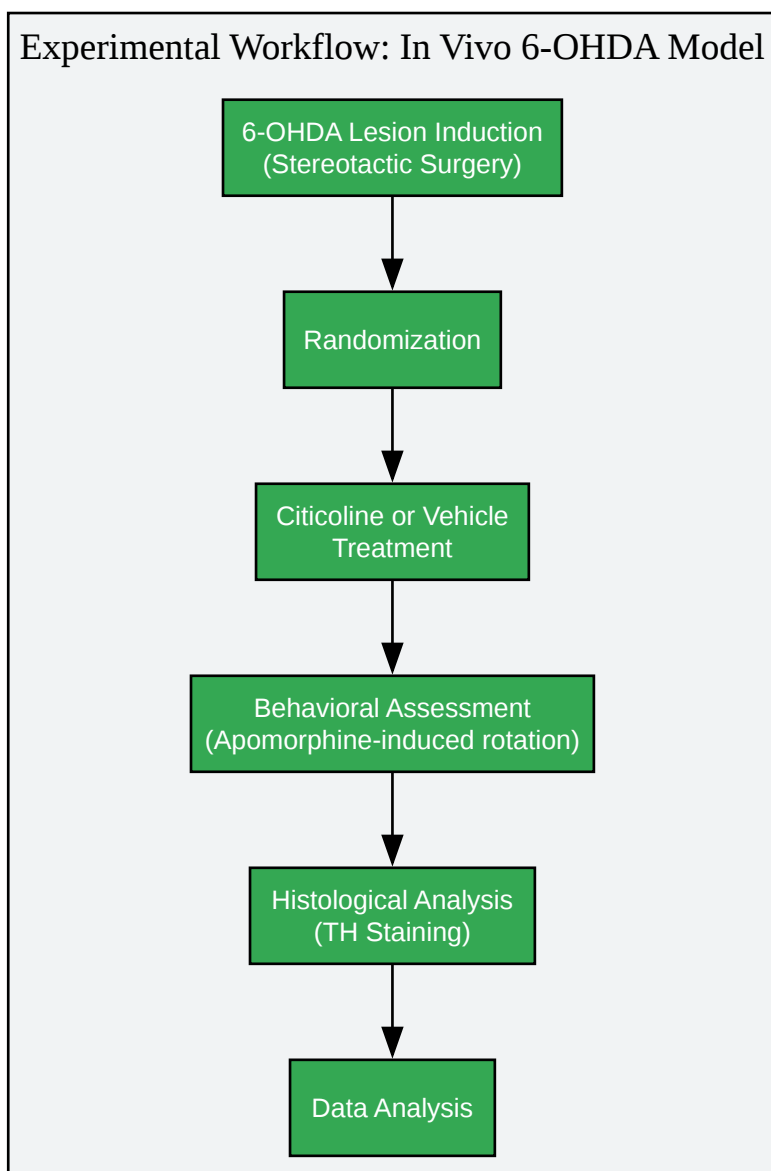 Experimental Workflow: In Vivo 6-OHDA Model
6-OHDA Lesion Induction
(Stereotactic Surgery)
Randomization
Citicoline or Vehicle
Treatment
Behavioral Assessment
(Apomorphine-induced rotation)
Histological Analysis
(TH Staining)
Data Analysis